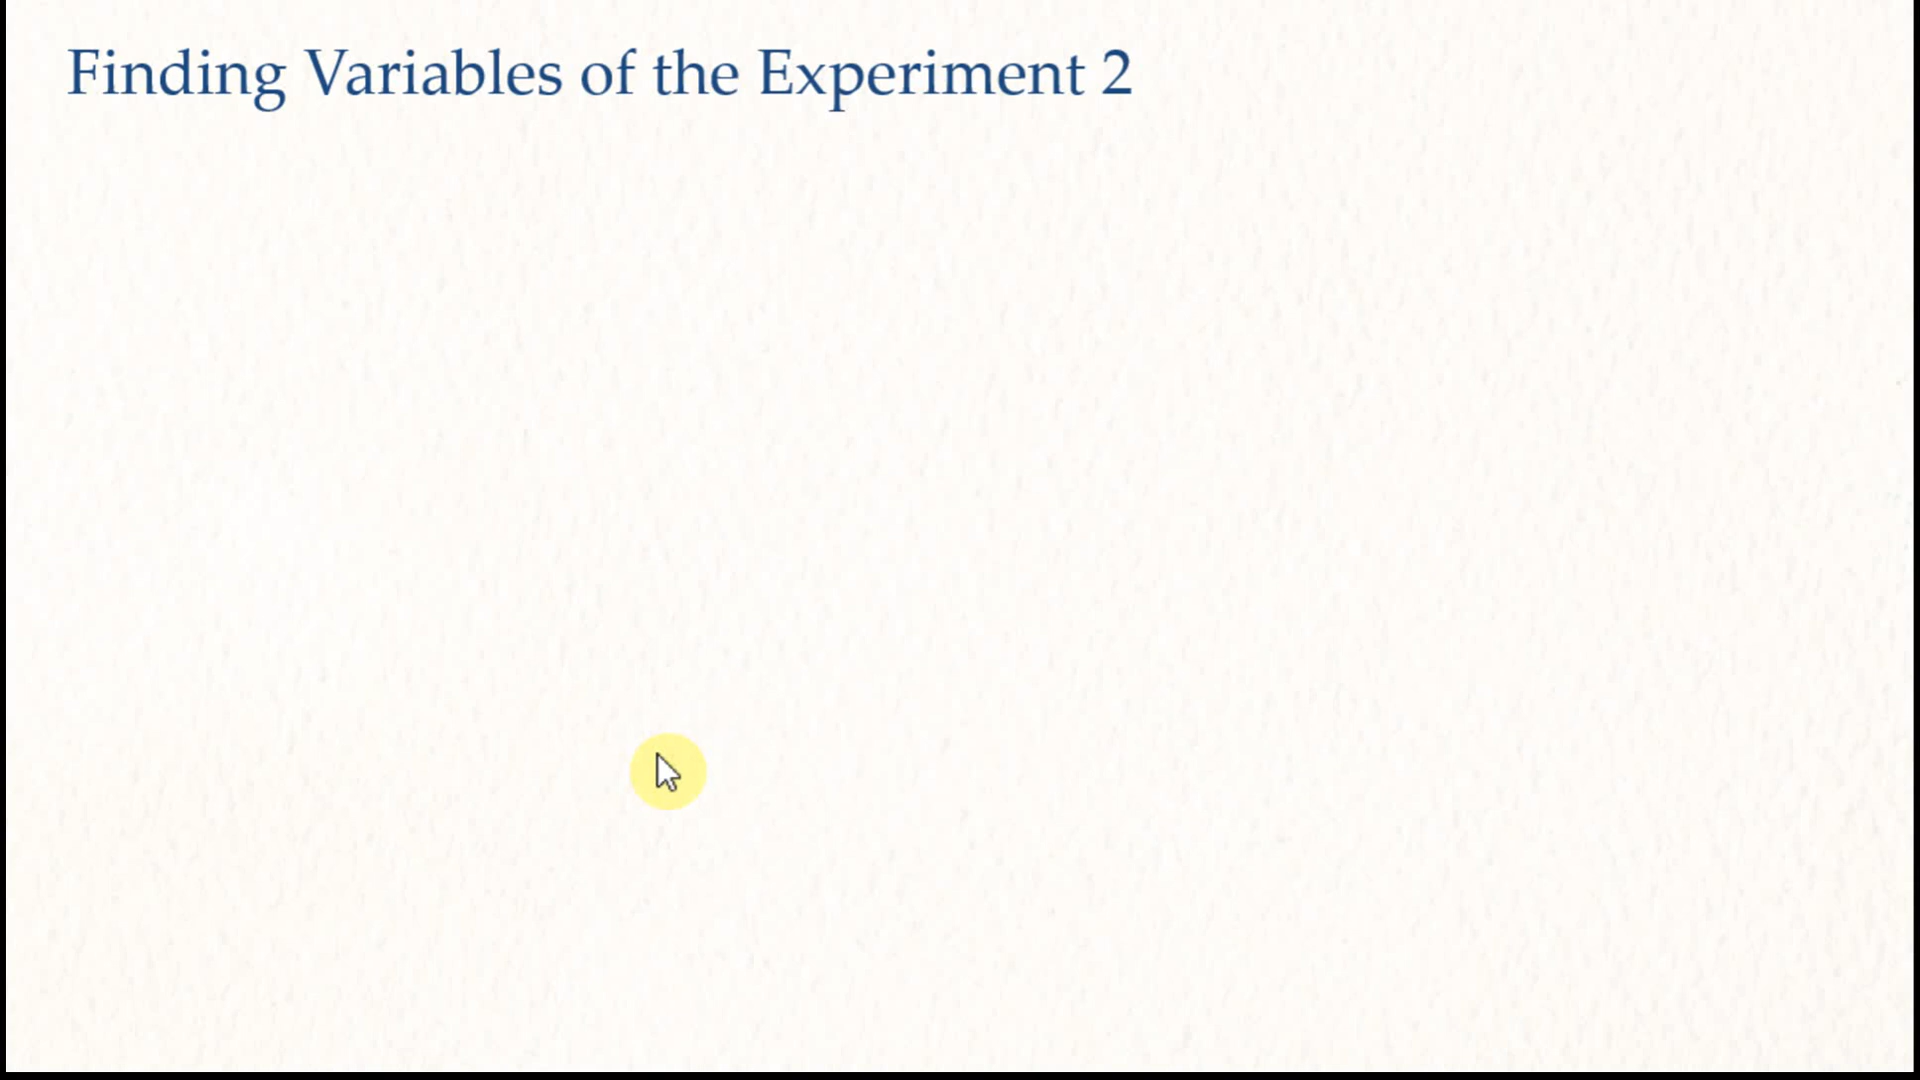 Finding Variables of the Experiment 2